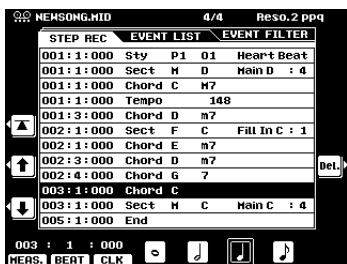 NEWSONG.MID 4/4 Reso.2 ppq
STEP REC EVENT LIST EVENT FILTER
001:1:000 Sty P1 01 Heart Beat
001:1:000 Sect M D Main D : 4
001:1:000 Chord C M7
001:1:000 Tempo 148
001:3:000 Chord D m7
002:1:000 Sect F C Fill In C : 1
002:1:000 Chord E m7
002:3:000 Chord D m7
002:4:000 Chord G 7
003:1:000 Chord C
003:1:000 Sect M C Main C : 4
005:1:000 End
Del.
003 : 1 : 000
MEAS. BEAT CLK